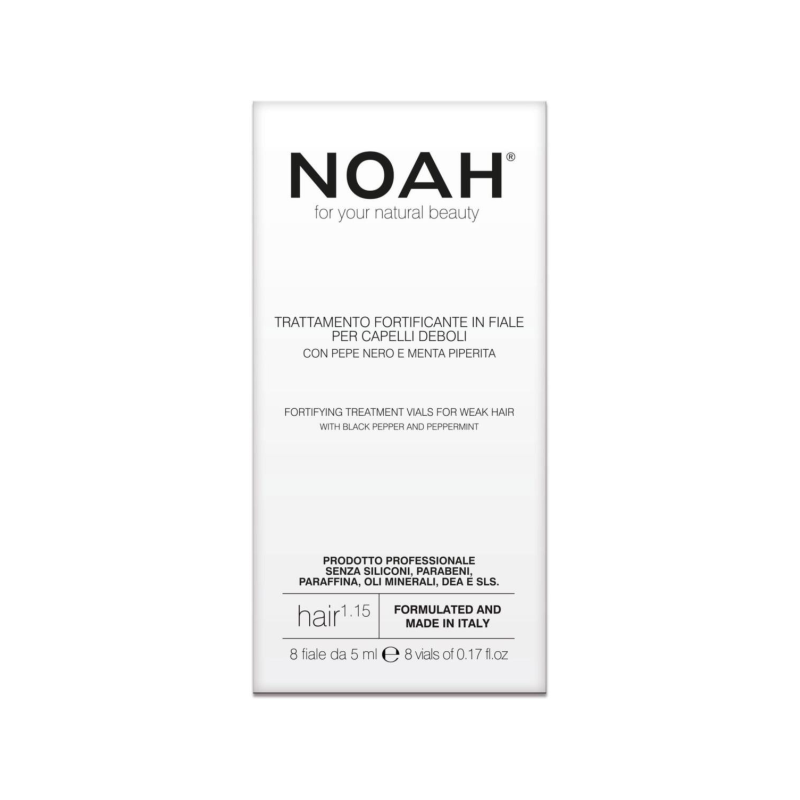 NOAH®
for your natural beauty
TRATTAMENTO FORTIFICANTE IN FIALE
PER CAPELLI DEBOLI
CON PEPE NERO E MENTA PIPERITA
FORTIFYING TREATMENT VIALS FOR WEAK HAIR
WITH BLACK PEPPER AND PEPPERMINT
PRODOTTO PROFESSIONALE
SENZA SILICONI, PARABENI,
PARAFFINA, OLI MINERALI, DEA E SLS.
hair1.15
FORMULATED AND
MADE IN ITALY
8 fiale da 5 ml ℮ 8 vials of 0.17 fl.oz